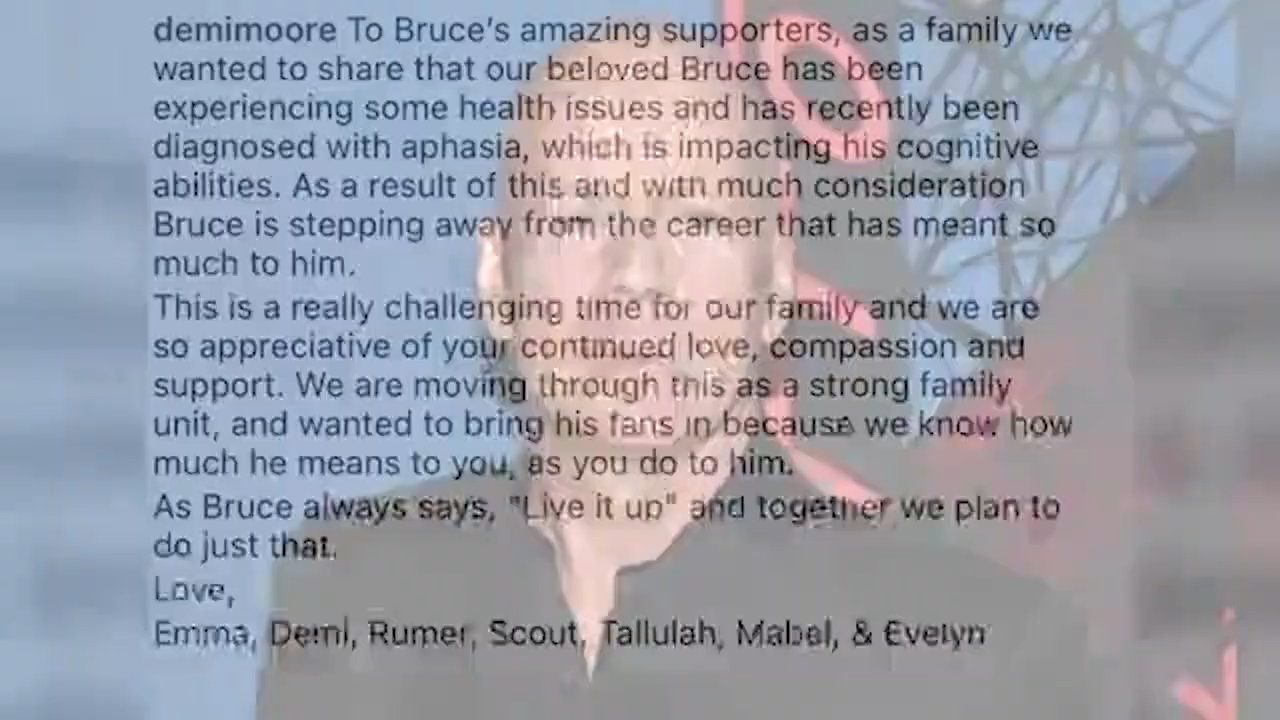 demimoore To Bruce's amazing supporters, as a family we
wanted to share that our beloved Bruce has been
experiencing some health issues and has recently been
diagnosed with aphasia, which is impacting his cognitive
abilities. As a result of this and with much consideration
Bruce is stepping away from the career that has meant so
much to him.
This is a really challenging time for our family and we are
so appreciative of your continued love, compassion and
support. We are moving through this as a strong family
unit, and wanted to bring his fans in because we know how
much he means to you, as you do to him.
As Bruce always says, "Live it up" and together we plan to
do just that.
Love,
Emma, Demi, Rumer, Scout, Tallulah, Mabel, & Evelyn